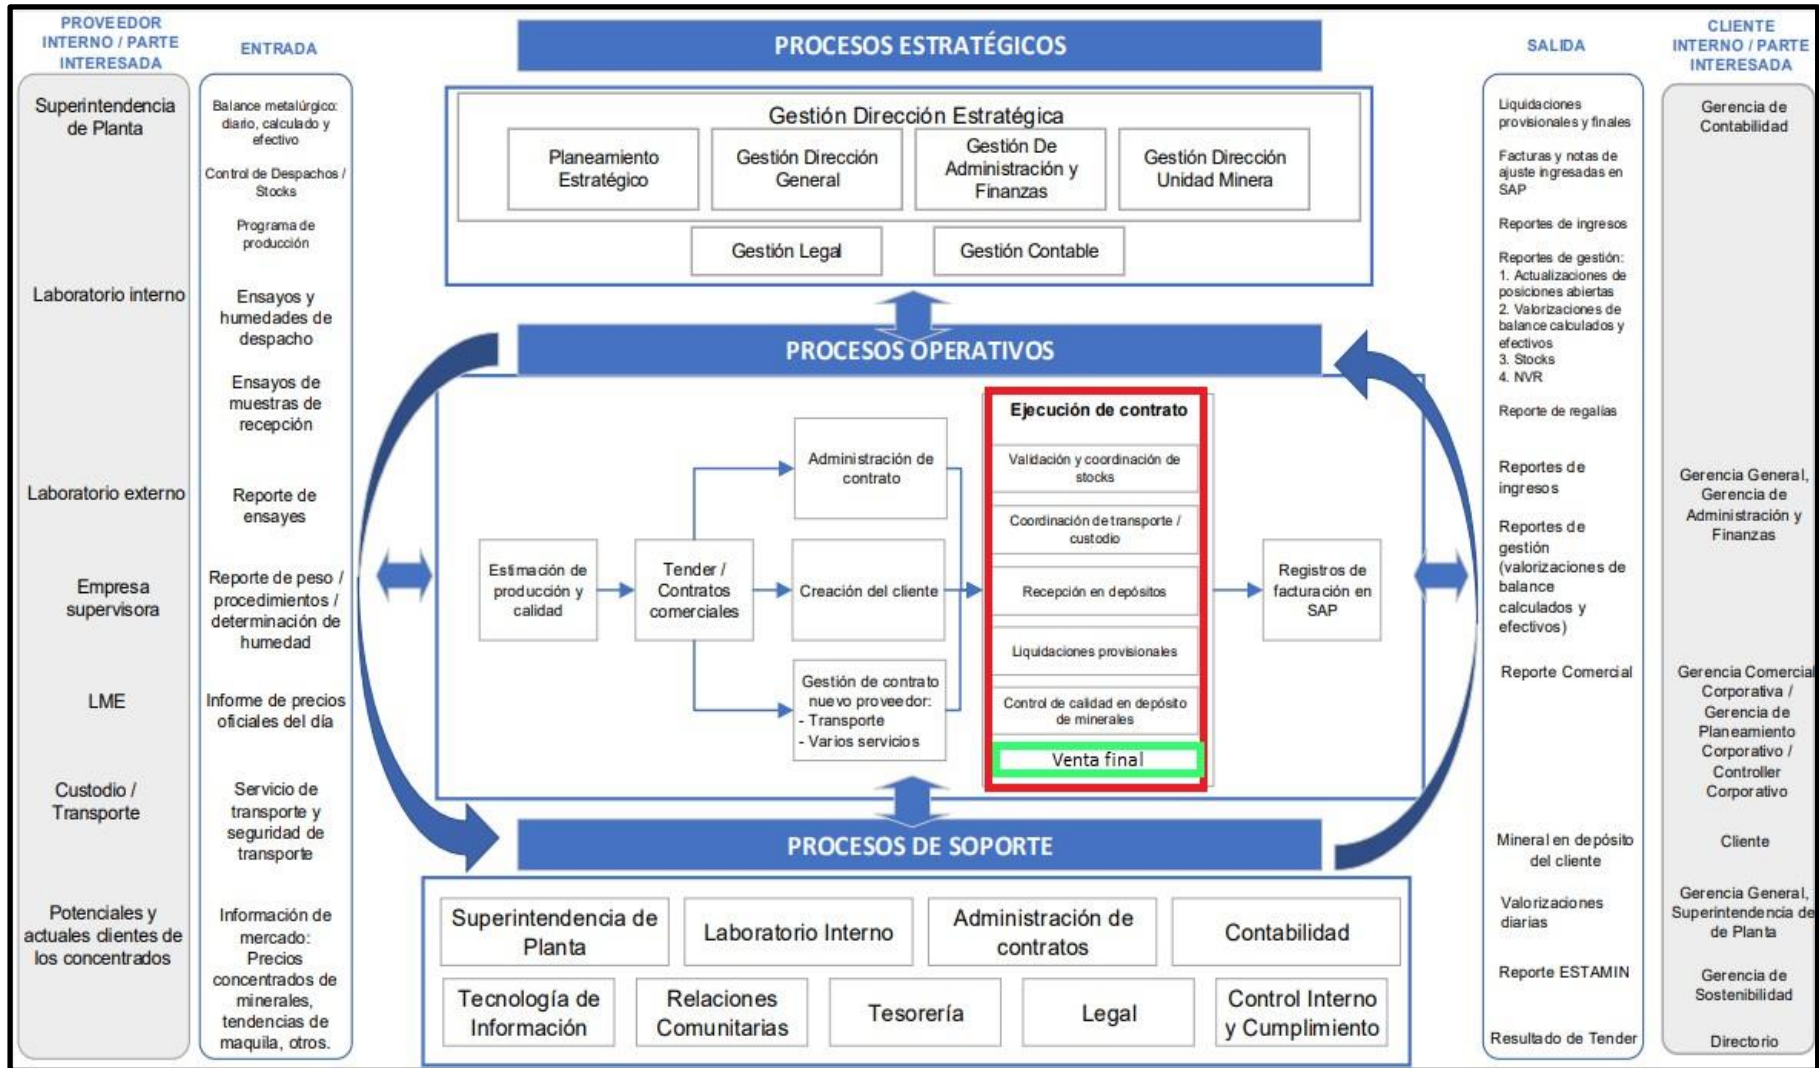 PROVEEDOR
INTERNO / PARTE
INTERESADA
Superintendencia
de Planta
Laboratorio interno
Laboratorio externo
Empresa
supervisora
LME
Custodio /
Transporte
Potenciales y
actuales clientes de
los concentrados
ENTRADA
Balance metalúrgico:
diario, calculado y
efectivo
Control de Despachos /
Stocks
Programa de
producción
Ensayos y
humedades de
despacho
Ensayos de
muestras de
recepción
Reporte de
ensayes
Reporte de peso /
procedimientos /
determinación de
humedad
Informe de precios
oficiales del día
Servicio de
transporte y
seguridad de
transporte
Información de
mercado:
Precios
concentrados de
minerales,
tendencias de
maquila, otros.
PROCESOS ESTRATÉGICOS
Gestión Dirección Estratégica
Planeamiento
Estratégico
Gestión Dirección
General
Gestión De
Administración y
Finanzas
Gestión Dirección
Unidad Minera
Gestión Legal
Gestión Contable
PROCESOS OPERATIVOS
Estimación de
producción y
calidad
Tender /
Contratos
comerciales
Administración de
contrato
Creación del cliente
Gestión de contrato
nuevo proveedor:
- Transporte
- Varios servicios
Ejecución de contrato
Validación y coordinación de
stocks
Coordinación de transporte /
custodio
Recepción en depósitos
Liquidaciones provisionales
Control de calidad en depósito
de minerales
Venta final
Registros de
facturación en
SAP
PROCESOS DE SOPORTE
Superintendencia de
Planta
Laboratorio Interno
Administración de
contratos
Contabilidad
Tecnología de
Información
Relaciones
Comunitarias
Tesorería
Legal
Control Interno
y Cumplimiento
SALIDA
Liquidaciones
provisionales y finales
Facturas y notas de
ajuste ingresadas en
SAP
Reportes de ingresos
Reportes de gestión:
1. Actualizaciones de
posiciones abiertas
2. Valorizaciones de
balance calculados y
efectivos
3. Stocks
4. NVR
Reporte de regalías
Reportes de
ingresos
Reportes de
gestión
(valorizaciones de
balance
calculados y
efectivos)
Reporte Comercial
Mineral en depósito
del cliente
Valorizaciones
diarias
Reporte ESTAMIN
Resultado de Tender
CLIENTE
INTERNO / PARTE
INTERESADA
Gerencia de
Contabilidad
Gerencia General,
Gerencia de
Administración y
Finanzas
Gerencia Comercial
Corporativa /
Gerencia de
Planeamiento
Corporativo /
Controller
Corporativo
Cliente
Gerencia General,
Superintendencia de
de Planta
Gerencia de
Sostenibilidad
Directorio